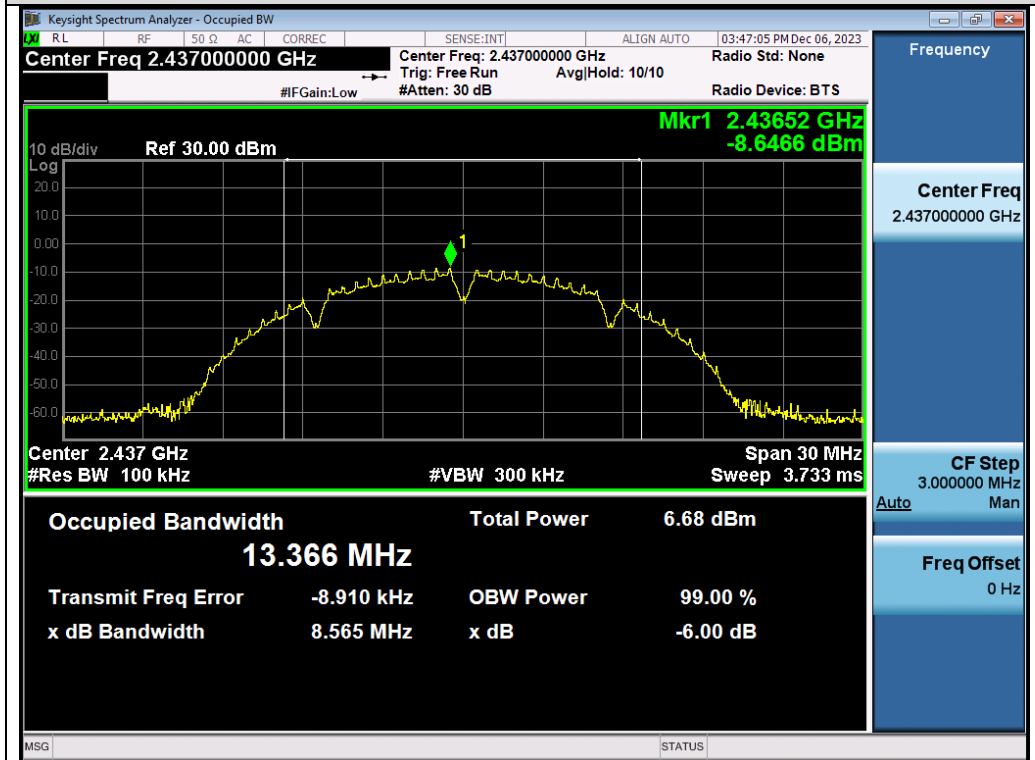 Keysight Spectrum Analyzer - Occupied BW
LXI RL RF 50 Ω AC CORREC SENSE:INT ALIGN AUTO 03:47:05 PM Dec 06, 2023
Center Freq 2.437000000 GHz
Center Freq: 2.437000000 GHz Radio Std: None
Trig: Free Run Avg|Hold: 10/10
#IFGain:Low #Atten: 30 dB Radio Device: BTS
Mkr1 2.43652 GHz
-8.6466 dBm
10 dB/div Ref 30.00 dBm
Log
20.0
10.0
0.00
-10.0
-20.0
-30.0
-40.0
-50.0
-60.0
1
Center 2.437 GHz Span 30 MHz
#Res BW 100 kHz #VBW 300 kHz Sweep 3.733 ms
Occupied Bandwidth Total Power 6.68 dBm
13.366 MHz
Transmit Freq Error -8.910 kHz OBW Power 99.00 %
x dB Bandwidth 8.565 MHz x dB -6.00 dB
MSG STATUS
Frequency
Center Freq
2.437000000 GHz
CF Step
3.000000 MHz
Auto Man
Freq Offset
0 Hz